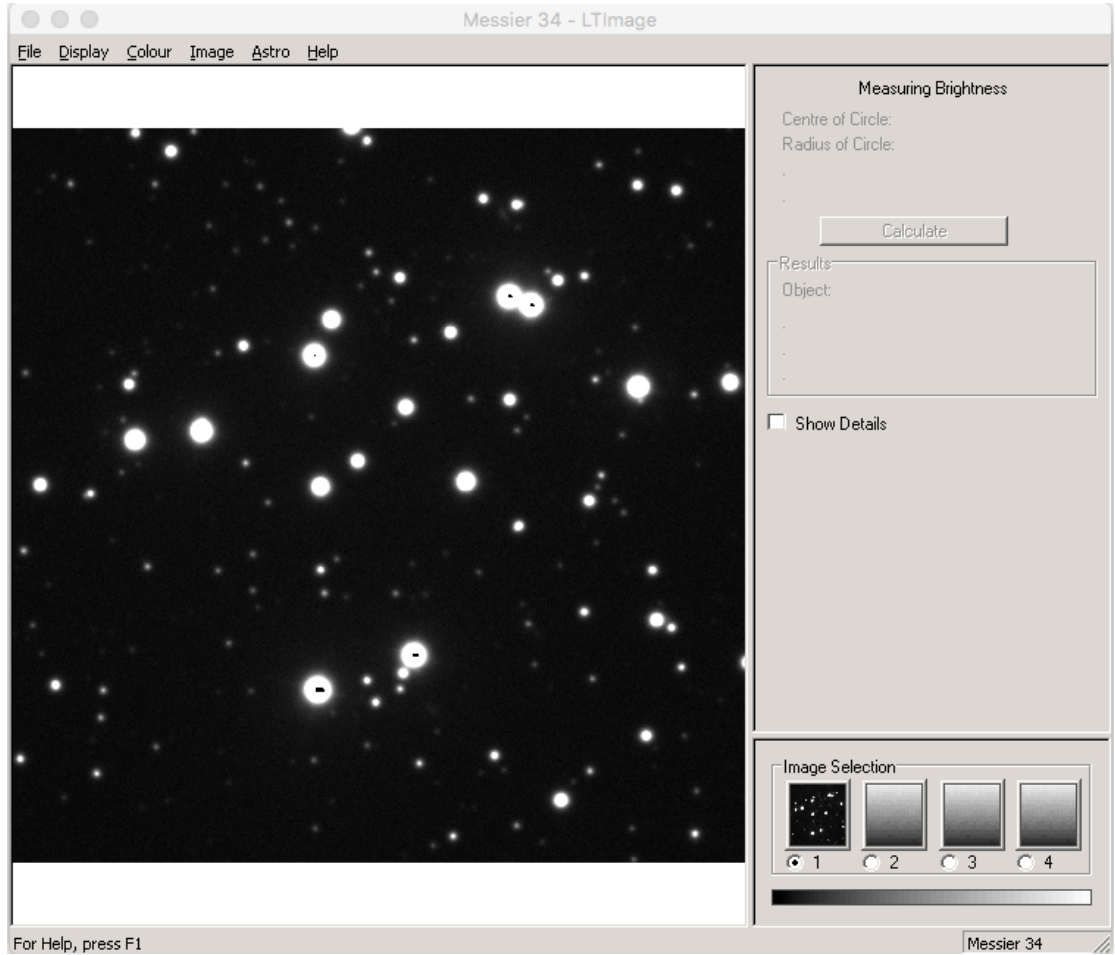 Messier 34 - LTImage
File Display Colour Image Astro Help
Measuring Brightness
Centre of Circle:
Radius of Circle:
.
.
Calculate
Results
Object:
.
.
.
Show Details
Image Selection
1 2 3 4
For Help, press F1
Messier 34